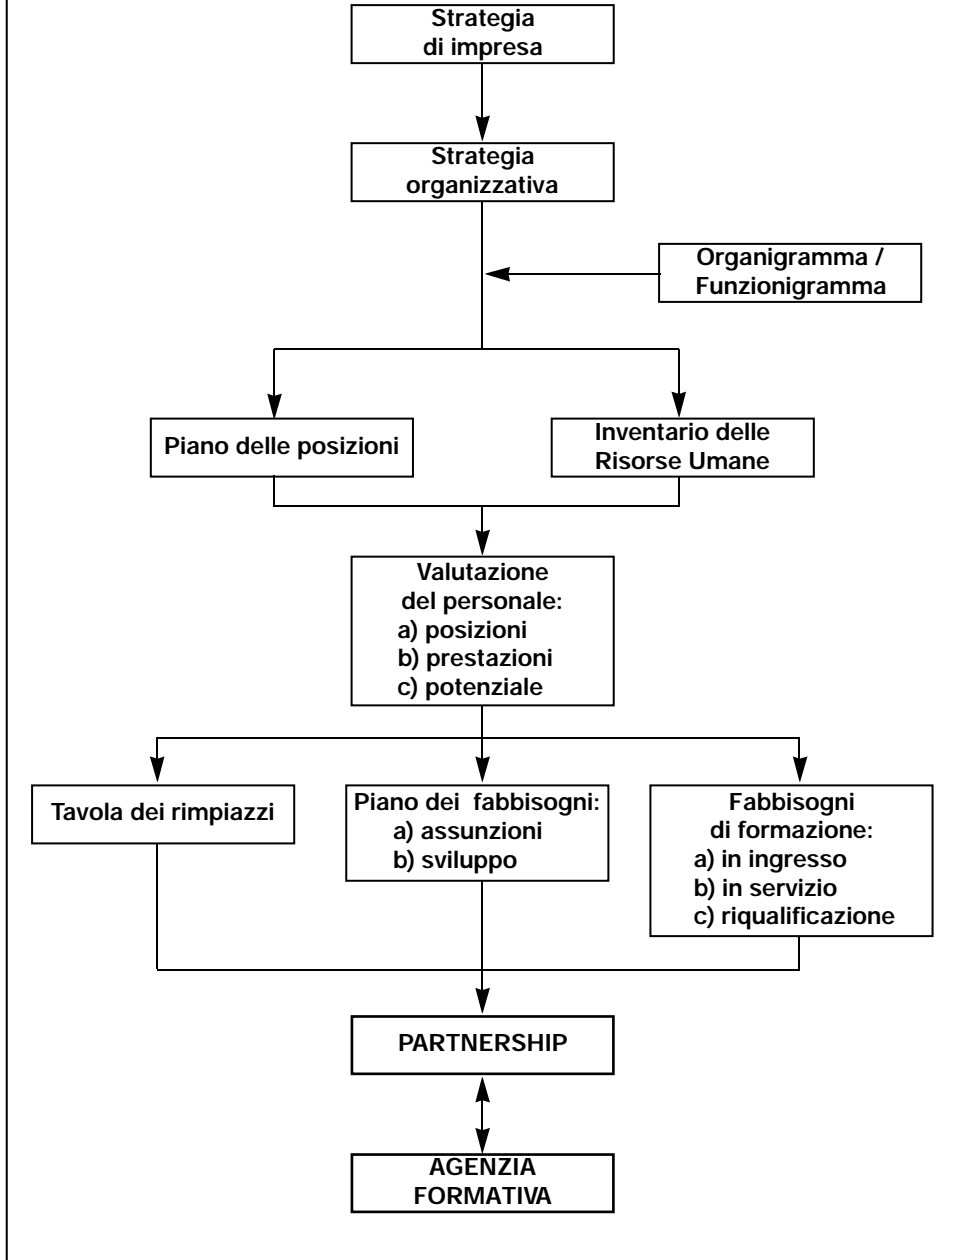 Strategia
di impresa
Strategia
organizzativa
Organigramma /
Funzionigramma
Piano delle posizioni
Inventario delle
Risorse Umane
Valutazione
del personale:
a) posizioni
b) prestazioni
c) potenziale
Tavola dei rimpiazzi
Piano dei fabbisogni:
a) assunzioni
b) sviluppo
Fabbisogni
di formazione:
a) in ingresso
b) in servizio
c) riqualificazione
PARTNERSHIP
AGENZIA
FORMATIVA